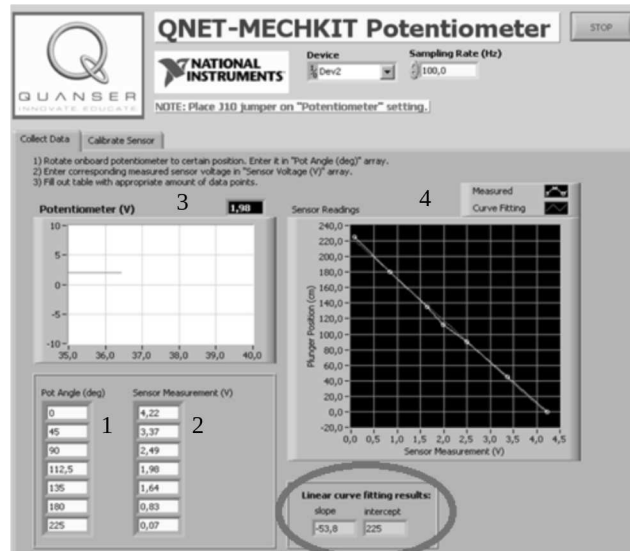 QNET-MECHKIT Potentiometer
STOP
QUANSER
INNOVATE. EDUCATE.
NATIONAL
INSTRUMENTS
Device
Dev2
Sampling Rate (Hz)
100,0
NOTE: Place J10 jumper on "Potentiometer" setting.
Collect Data
Calibrate Sensor
1) Rotate onboard potentiometer to certain position. Enter it in "Pot Angle (deg)" array.
2) Enter corresponding measured sensor voltage in "Sensor Voltage (V)" array.
3) Fill out table with appropriate amount of data points.
Potentiometer (V)
3
1,98
10
5
0
-5
-10
35,0 36,0 37,0 38,0 39,0 40,0
Sensor Readings
4
Measured
Curve Fitting
Plunger Position (cm)
240,0
220,0
200,0
180,0
160,0
140,0
120,0
100,0
80,0
60,0
40,0
20,0
0,0
-20,0
0,0 0,5 1,0 1,5 2,0 2,5 3,0 3,5 4,0 4,5
Sensor Measurement (V)
Pot Angle (deg)
1
0
45
90
112,5
135
180
225
Sensor Measurement (V)
2
4,22
3,37
2,49
1,98
1,64
0,83
0,07
Linear curve fitting results:
slope intercept
-53,8 225